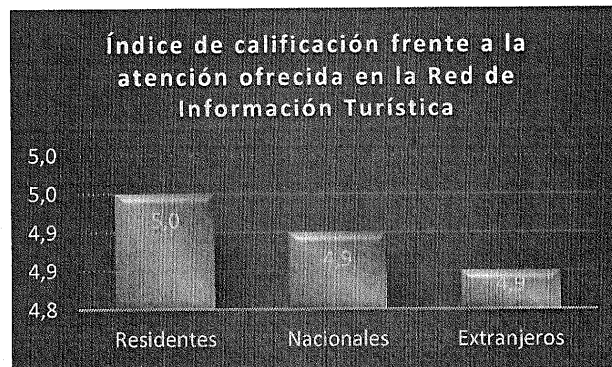 Índice de calificación frente a la
atención ofrecida en la Red de
Información Turística
5,0
5,0
4,9
4,9
4,8
5,0
4,9
4,9
Residentes
Nacionales
Extranjeros